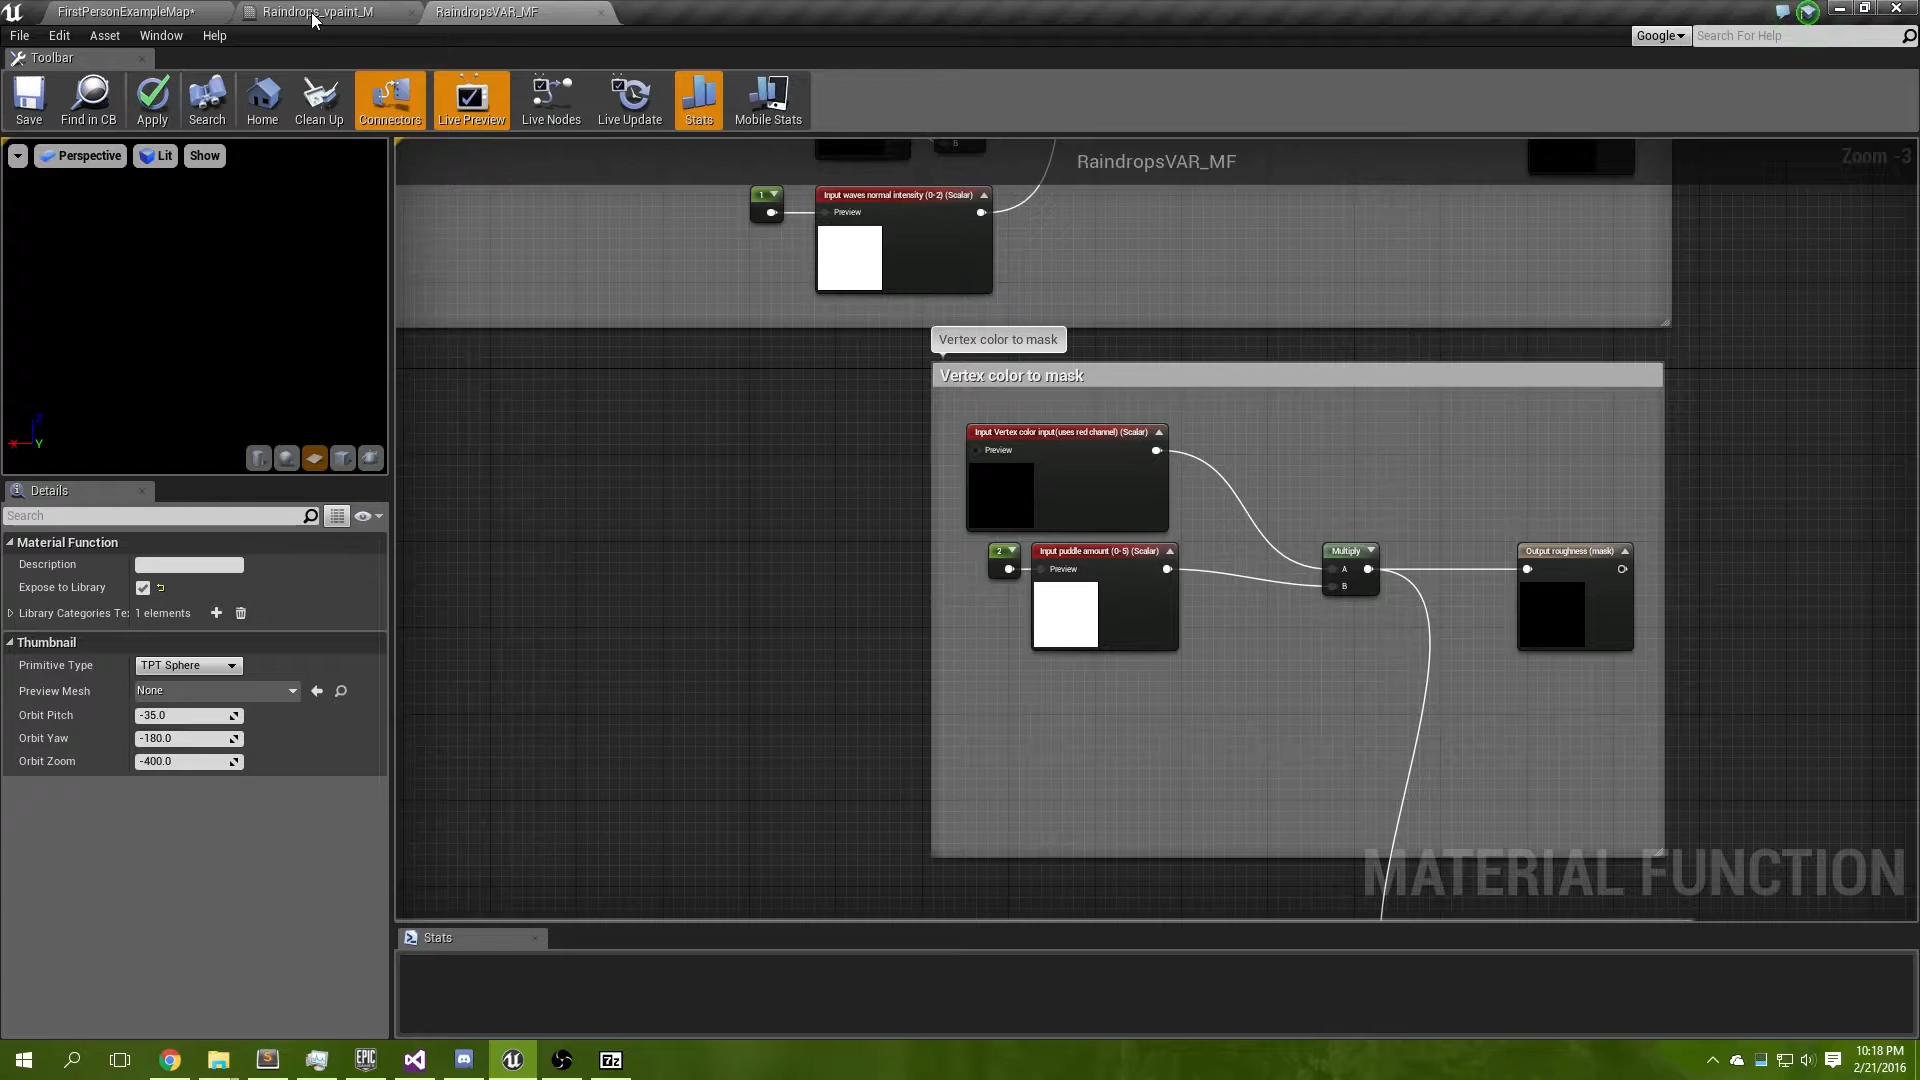 FirstPersonExampleMap*
Raindrops_vpaint_M
RaindropsVAR_MF
File
Edit
Asset
Window
Help
Google
Search For Help
Toolbar
Save
Find in CB
Apply
Search
Home
Clean Up
Connectors
Live Preview
Live Nodes
Live Update
Stats
Mobile Stats
Perspective
Lit
Show
RaindropsVAR_MF
Zoom -3
B
1
Input waves normal intensity (0-2) (Scalar)
Preview
Vertex color to mask
Vertex color to mask
Input Vertex color input(uses red channel) (Scalar)
Preview
2
Input puddle amount (0-5) (Scalar)
Preview
Multiply
A
B
Output roughness (mask)
MATERIAL FUNCTION
Z
X
Y
Details
Search
Material Function
Description
Expose to Library
Library Categories Te:
1 elements
Thumbnail
Primitive Type
TPT Sphere
Preview Mesh
None
Orbit Pitch
-35.0
Orbit Yaw
-180.0
Orbit Zoom
-400.0
Stats
EPIC
GAMES
S
7z
10:18 PM
2/21/2016